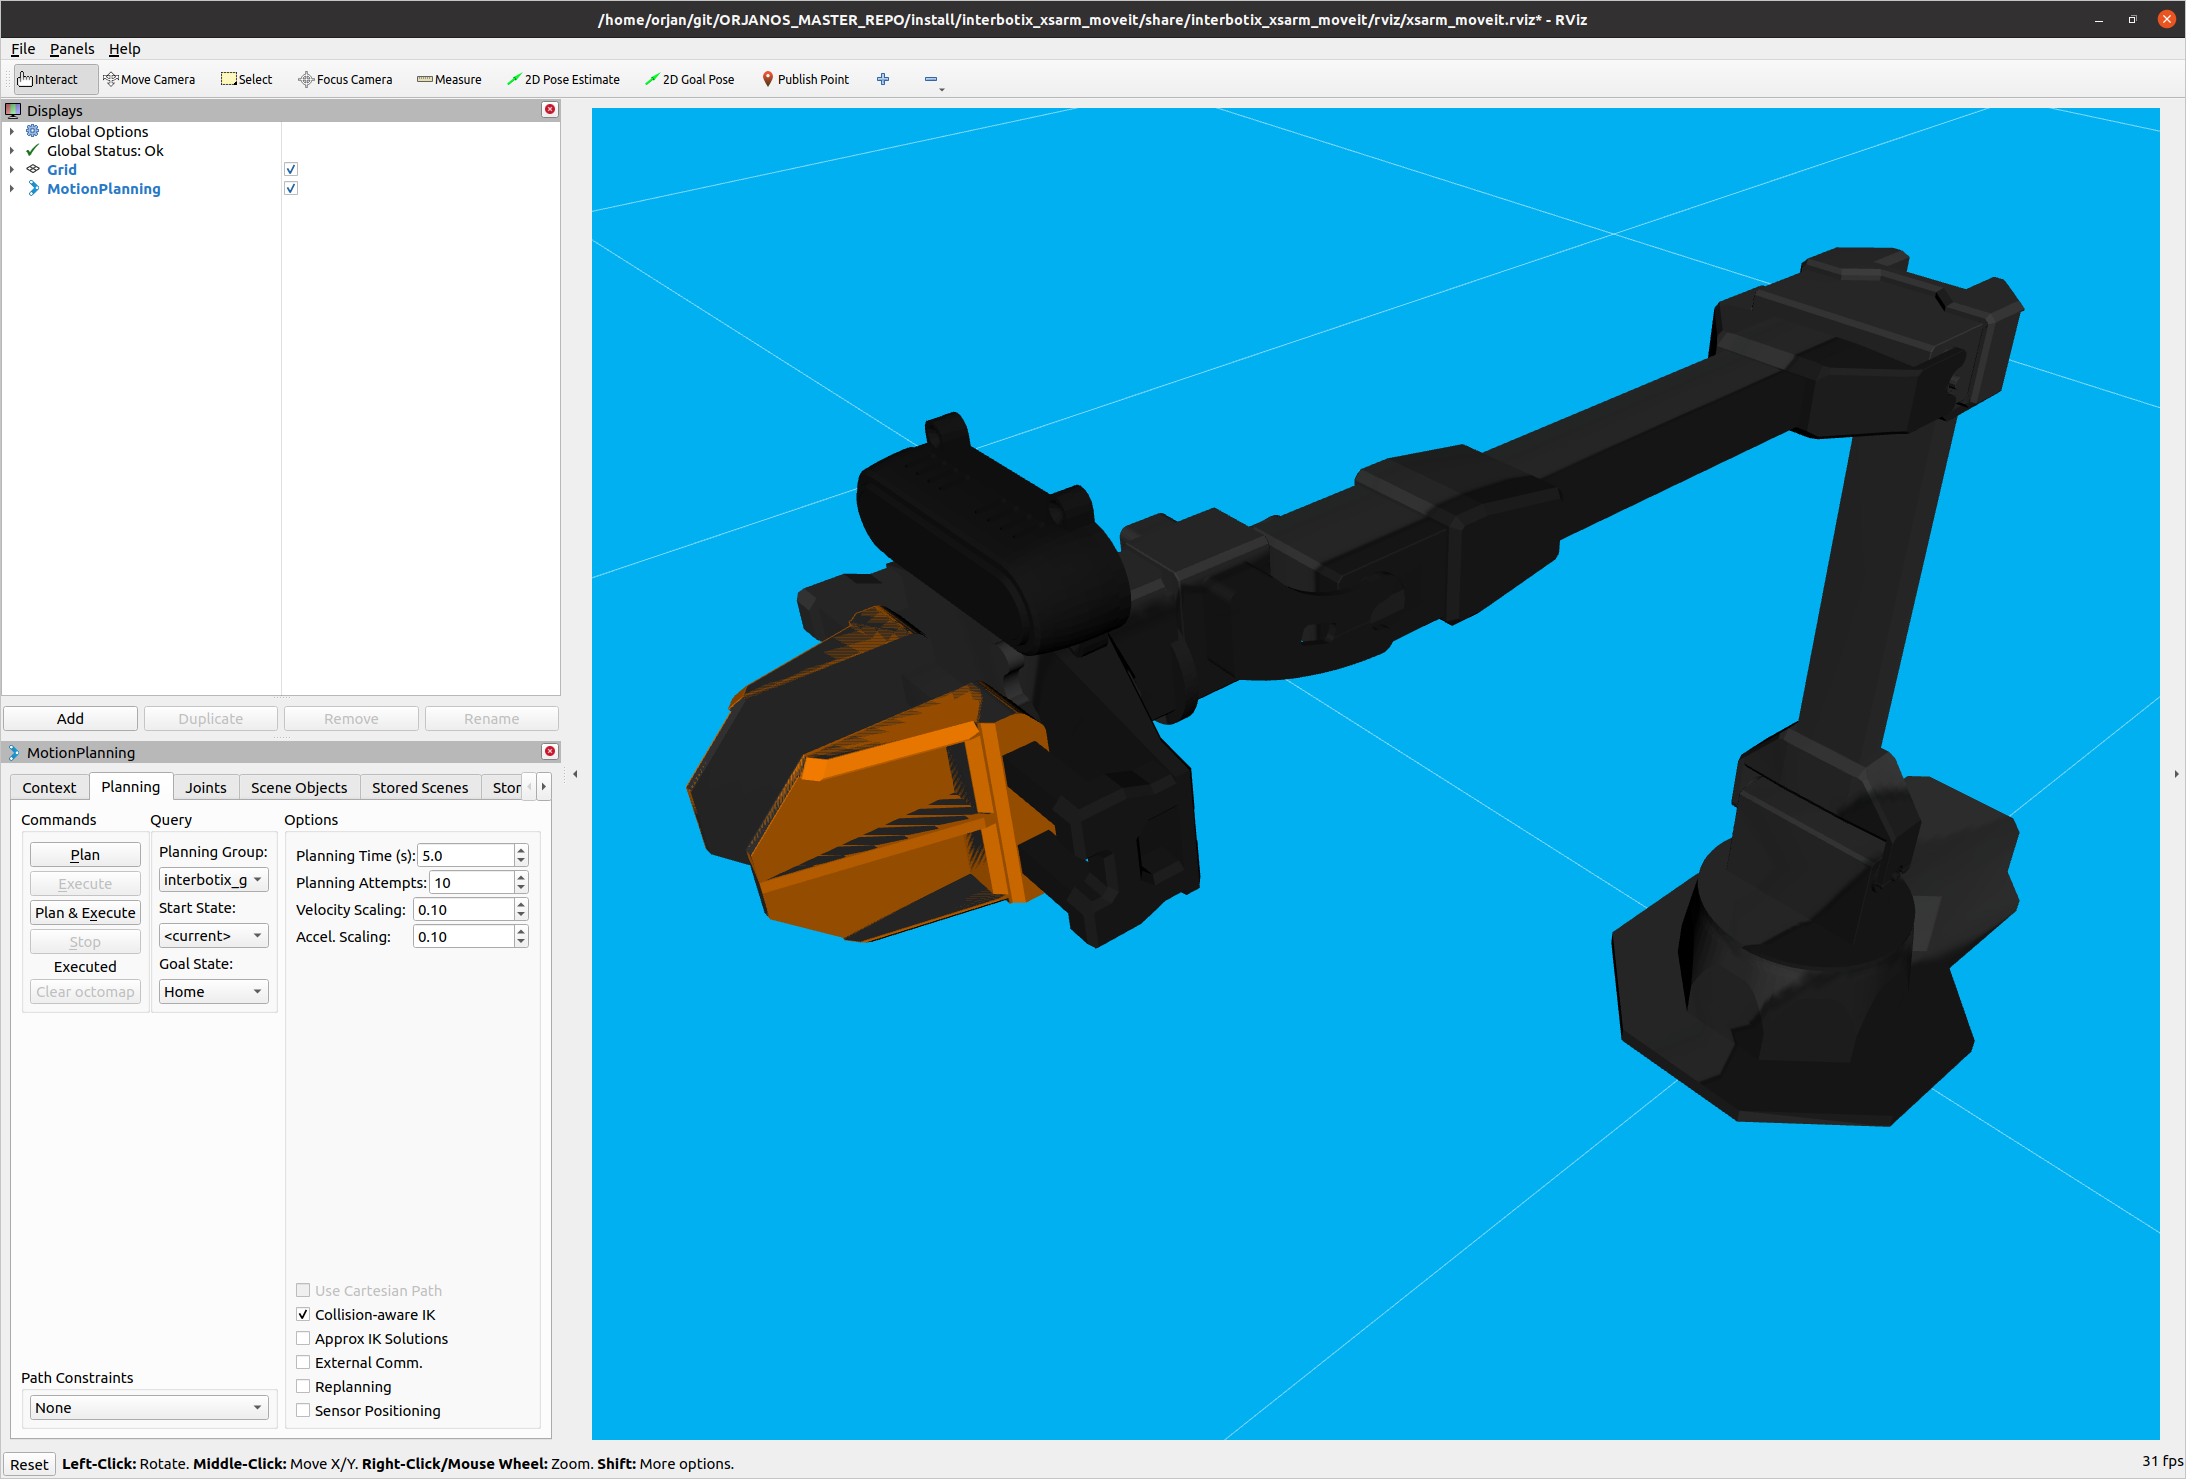 /home/orjan/git/ORJANOS_MASTER_REPO/install/interbotix_xsarm_moveit/share/interbotix_xsarm_moveit/rviz/xsarm_moveit.rviz* - RViz
File Panels Help
Interact Move Camera Select Focus Camera Measure 2D Pose Estimate 2D Goal Pose Publish Point
Displays
Global Options
Global Status: Ok
Grid
MotionPlanning
Add Duplicate Remove Rename
MotionPlanning
Context Planning Joints Scene Objects Stored Scenes Stor
Commands Query Options
Plan
Execute
Plan & Execute
Stop
Executed
Clear octomap
Planning Group:
interbotix_g
Start State:
<current>
Goal State:
Home
Planning Time (s): 5.0
Planning Attempts: 10
Velocity Scaling: 0.10
Accel. Scaling: 0.10
Use Cartesian Path
Collision-aware IK
Approx IK Solutions
External Comm.
Replanning
Sensor Positioning
Path Constraints
None
Reset Left-Click: Rotate. Middle-Click: Move X/Y. Right-Click/Mouse Wheel: Zoom. Shift: More options. 31 fps